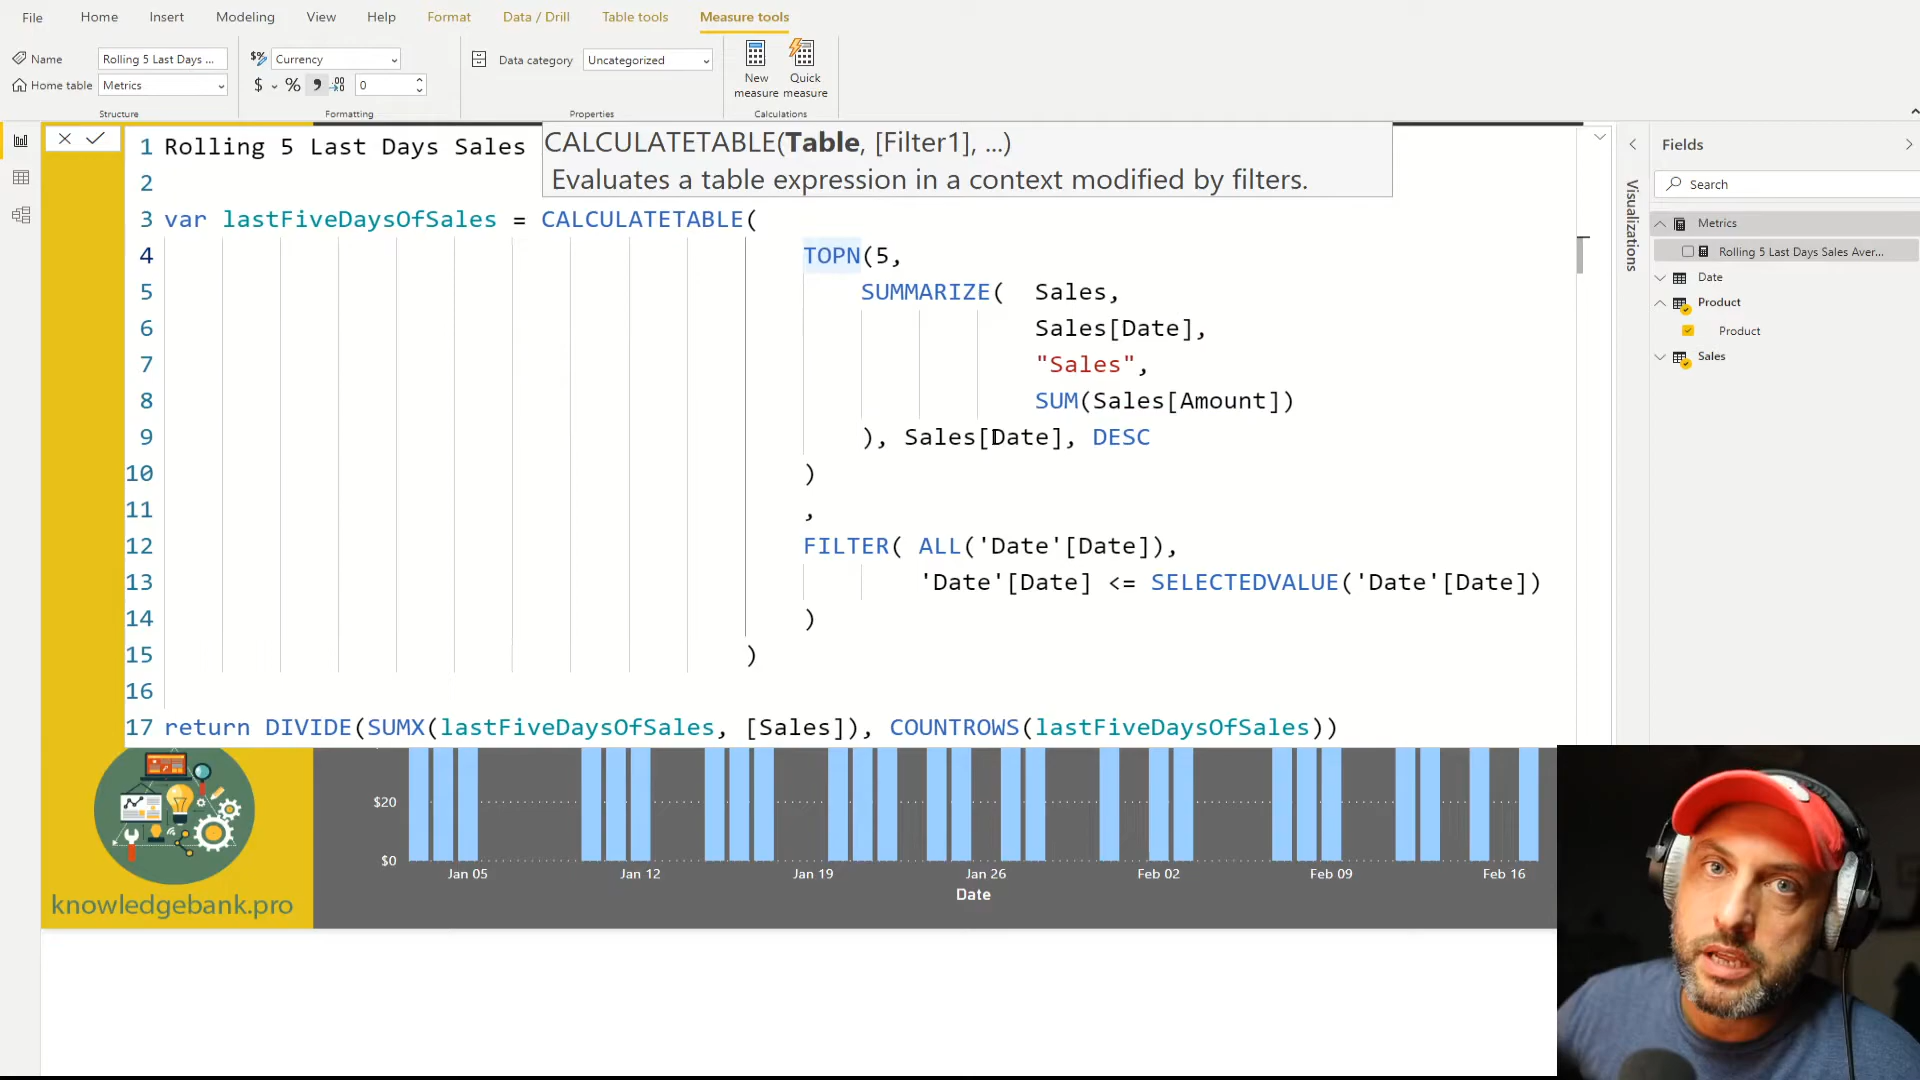 File Home Insert Modeling View Help Format Data / Drill Table tools Measure tools
Name Rolling 5 Last Days ... Currency Data category Uncategorized New measure Quick measure
Home table Metrics $ % 9 .00 0
Structure Formatting Properties Calculations
CALCULATETABLE(Table, [Filter1], ...)
Evaluates a table expression in a context modified by filters.
1 Rolling 5 Last Days Sales
2
3 var lastFiveDaysOfSales = CALCULATETABLE(
4 TOPN(5,
5 SUMMARIZE( Sales,
6 Sales[Date],
7 "Sales",
8 SUM(Sales[Amount])
9 ), Sales[Date], DESC
10 )
11 ,
12 FILTER( ALL('Date'[Date]),
13 'Date'[Date] <= SELECTEDVALUE('Date'[Date])
14 )
15 )
16
17 return DIVIDE(SUMX(lastFiveDaysOfSales, [Sales]), COUNTROWS(lastFiveDaysOfSales))
Visualizations
Fields
Search
Metrics
Rolling 5 Last Days Sales Aver...
Date
Product
Product
Sales
$20
$0
Jan 05 Jan 12 Jan 19 Jan 26 Feb 02 Feb 09 Feb 16
Date
knowledgebank.pro